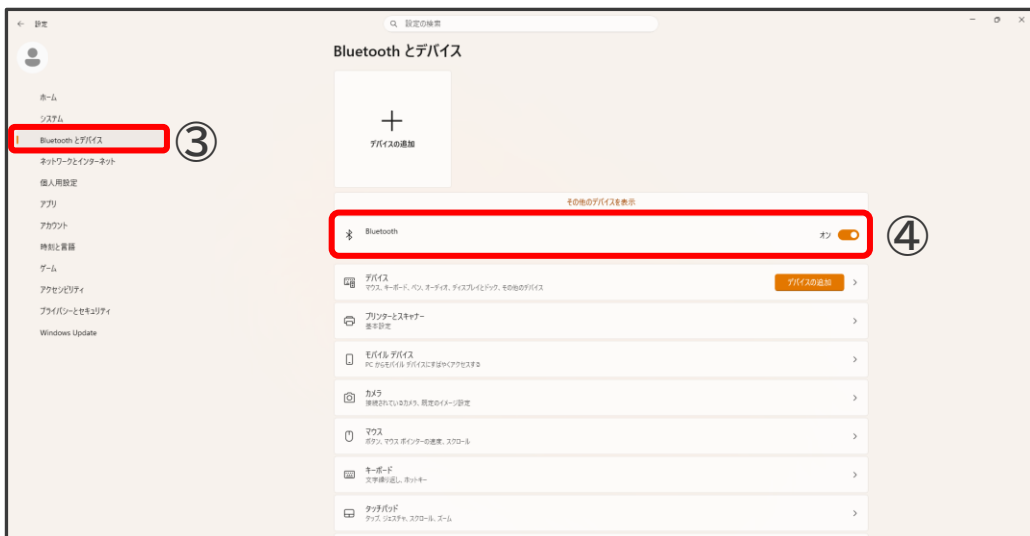 設定
設定の検索
Bluetooth とデバイス
ホーム
システム
Bluetooth とデバイス
ネットワークとインターネット
個人用設定
アプリ
アカウント
時刻と言語
ゲーム
アクセシビリティ
プライバシーとセキュリティ
Windows Update
③
デバイスの追加
その他のデバイスを表示
Bluetooth
オン
④
デバイス
マウス、キーボード、ペン、オーディオ、ディスプレイとドック、その他のデバイス
デバイスの追加
プリンターとスキャナー
基本設定
モバイル デバイス
PC からモバイル デバイスにすばやくアクセスする
カメラ
接続されているカメラ、既定のイメージ設定
マウス
ボタン、マウス ポインターの速度、スクロール
キーボード
文字繰り返し、ホットキー
タッチパッド
タップ、ジェスチャ、スクロール、ズーム